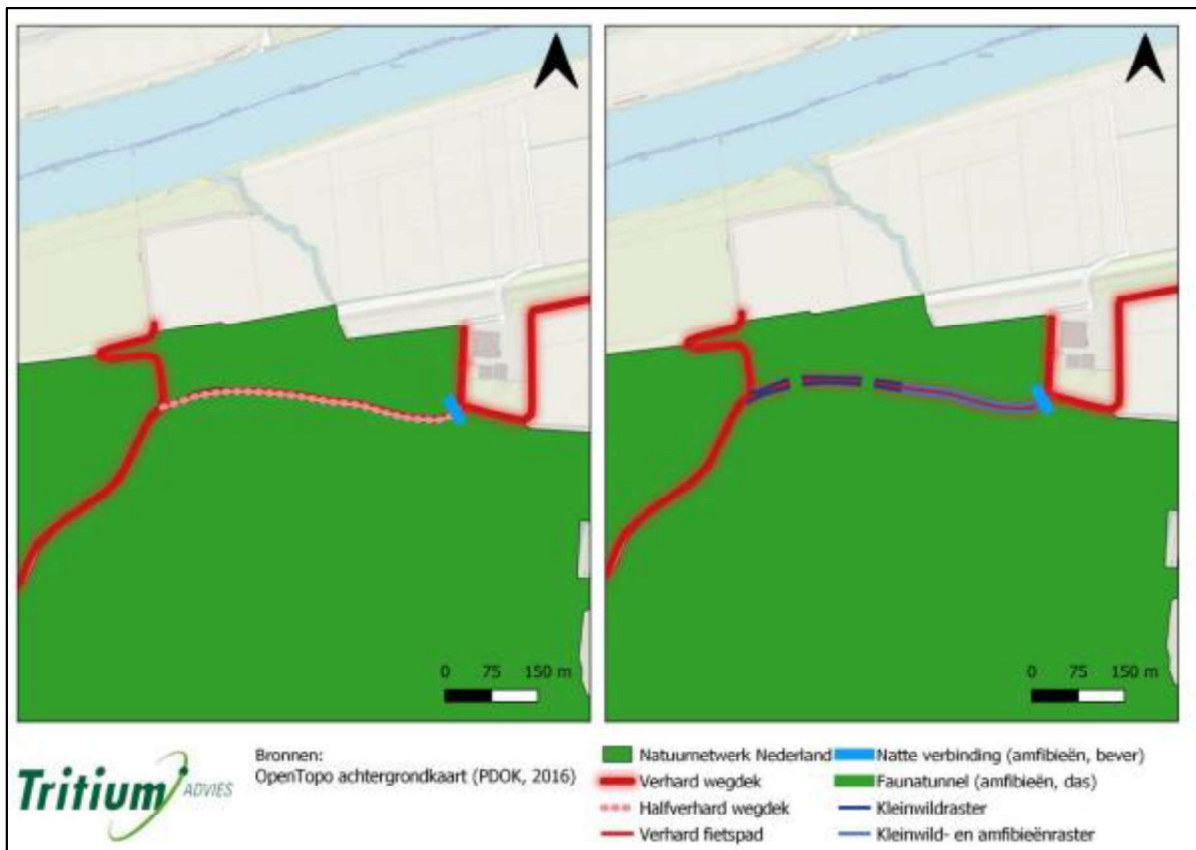 0 75 150 m
0 75 150 m
Tritium ADVIES
Bronnen:
OpenTopo achtergrondkaart (PDOK, 2016)
Natuurnetwerk Nederland
Verhard wegdek
Halfverhard wegdek
Verhard fietspad
Natte verbinding (amfibieën, bever)
Faunatunnel (amfibieën, das)
Kleinwildraster
Kleinwild- en amfibieënraster